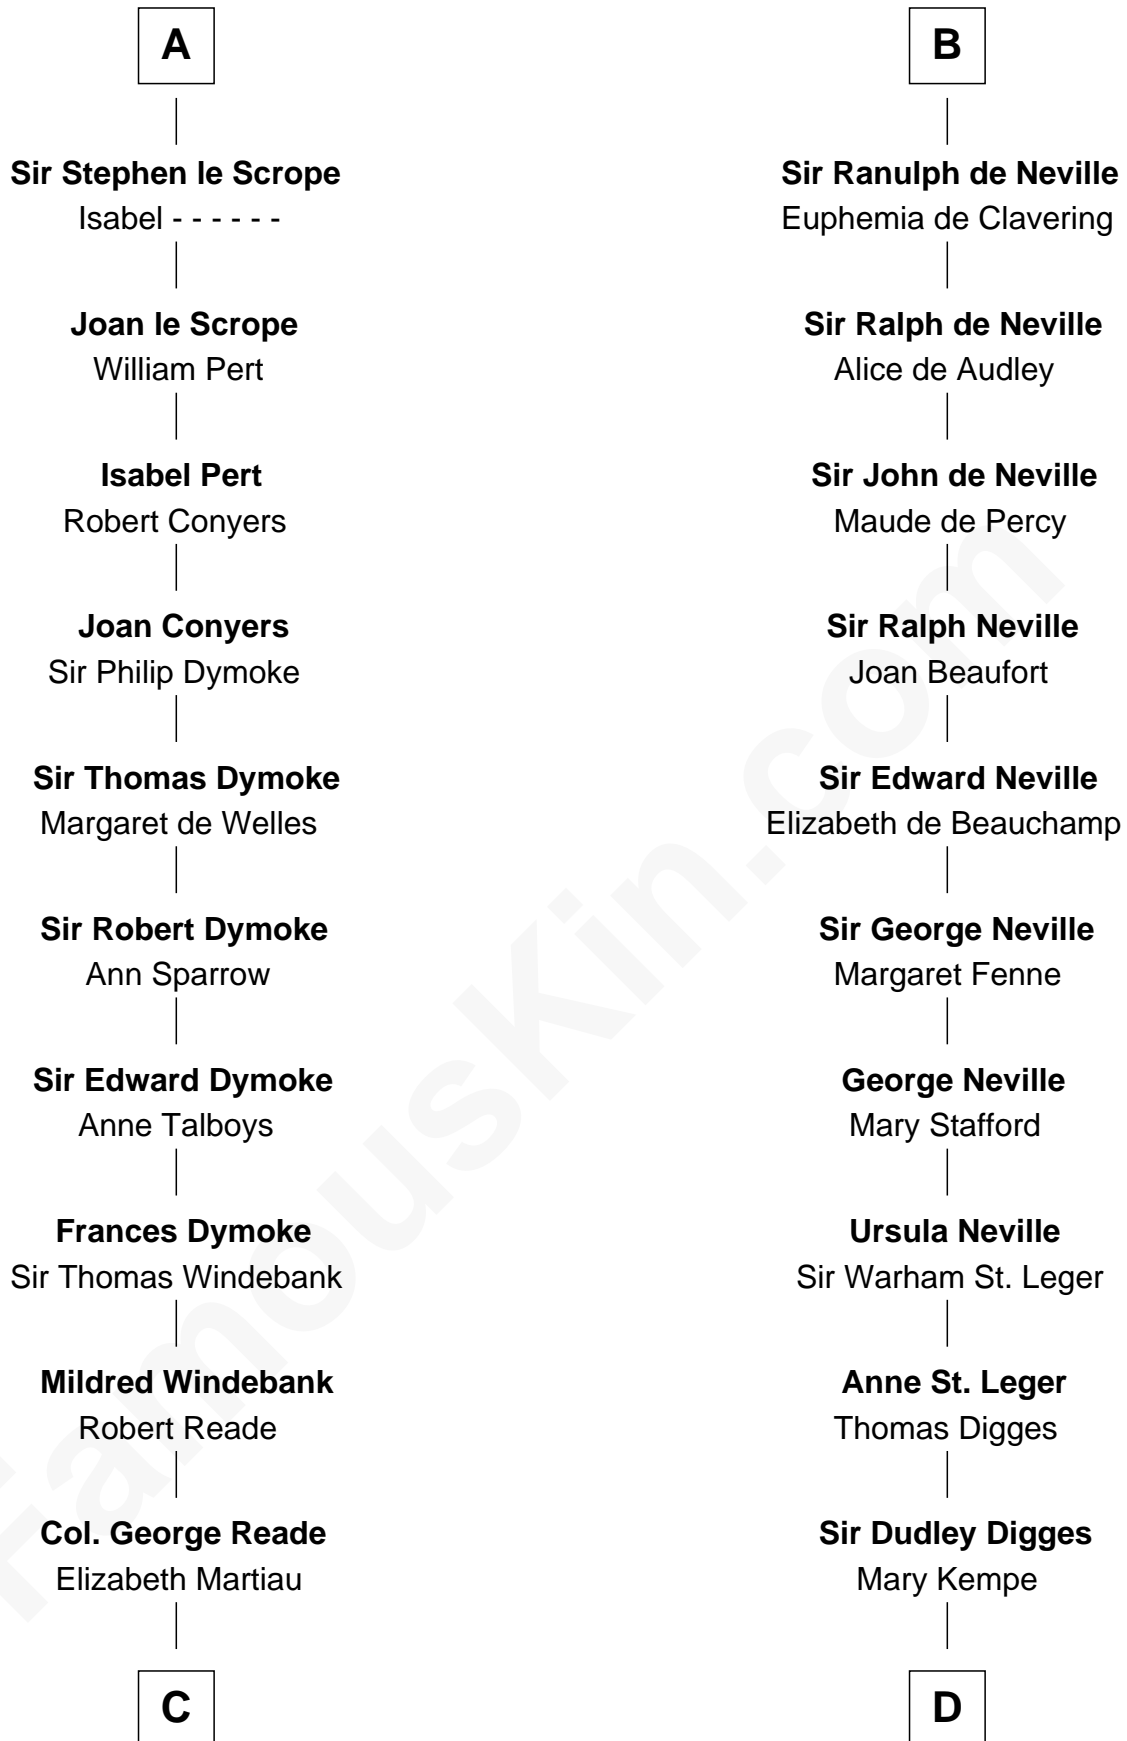 A
Sir Stephen le Scrope
Isabel - - - - - -
Joan le Scrope
William Pert
Isabel Pert
Robert Conyers
Joan Conyers
Sir Philip Dymoke
Sir Thomas Dymoke
Margaret de Welles
Sir Robert Dymoke
Ann Sparrow
Sir Edward Dymoke
Anne Talboys
Frances Dymoke
Sir Thomas Windebank
Mildred Windebank
Robert Reade
Col. George Reade
Elizabeth Martiau
C
B
Sir Ranulph de Neville
Euphemia de Clavering
Sir Ralph de Neville
Alice de Audley
Sir John de Neville
Maude de Percy
Sir Ralph Neville
Joan Beaufort
Sir Edward Neville
Elizabeth de Beauchamp
Sir George Neville
Margaret Fenne
George Neville
Mary Stafford
Ursula Neville
Sir Warham St. Leger
Anne St. Leger
Thomas Digges
Sir Dudley Digges
Mary Kempe
D
FamousKin.com